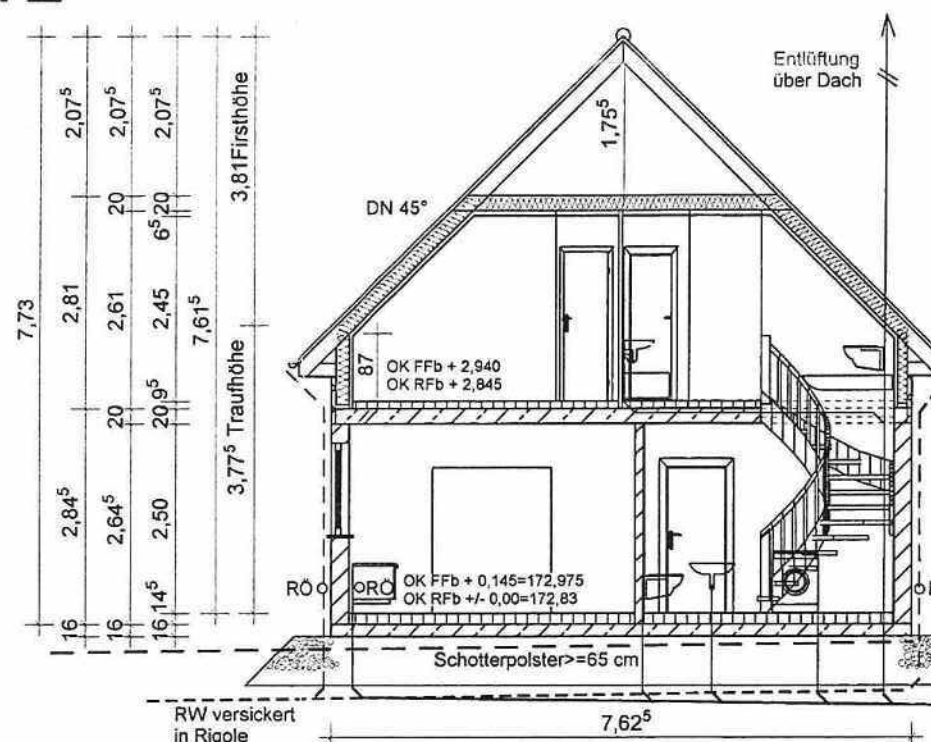 Entlüftung
über Dach
DN 45°
1,75⁵
7,73
2,07⁵
2,81
2,84⁵
16
2,07⁵
20
2,61
20
2,64⁵
16
2,07⁵
20
6⁵
2,45
9⁵
20
2,50
14⁵
16
7,61⁵
3,81 Firsthöhe
3,77⁵ Traufhöhe
87
OK FFb + 2,940
OK RFb + 2,845
RÖ
RÖ
OK FFb + 0,145=172,975
OK RFb +/- 0,00=172,83
Schotterpolster>=65 cm
RW versickert
in Rigole
7,62⁵